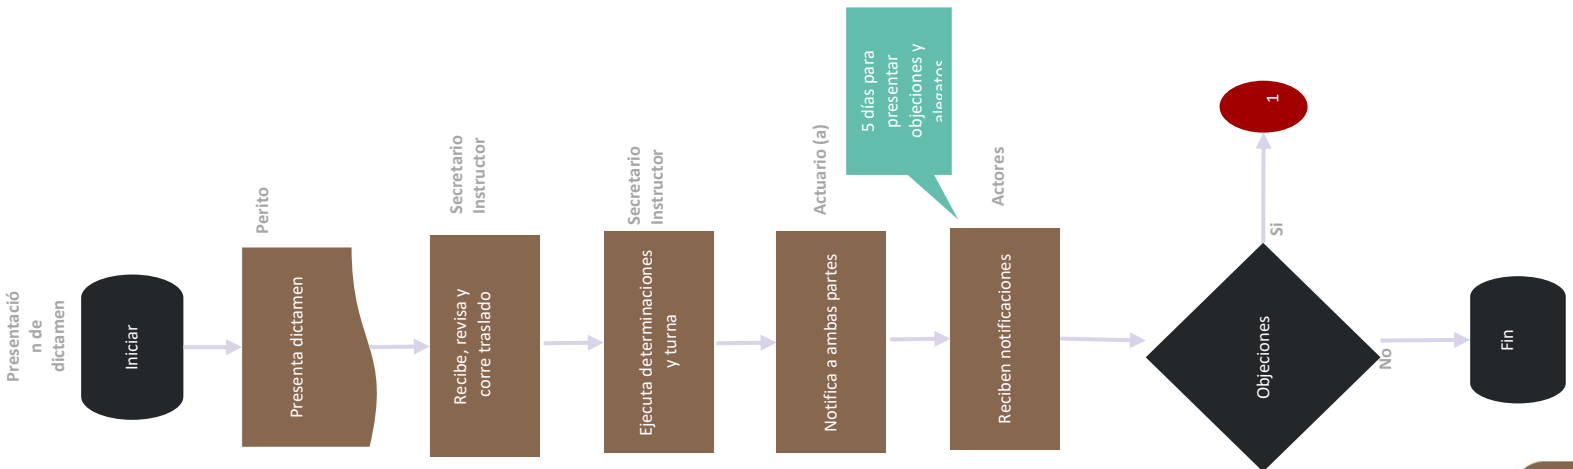 Presentació
n de
dictamen
Iniciar
Perito
Presenta dictamen
Secretario
Instructor
Recibe, revisa y
corre traslado
Secretario
Instructor
Ejecuta determinaciones
y turna
Actuario (a)
Notifica a ambas partes
5 días para
presentar
objeciones y
alegatos
Actores
Reciben notificaciones
Objeciones
Si
1
No
Fin